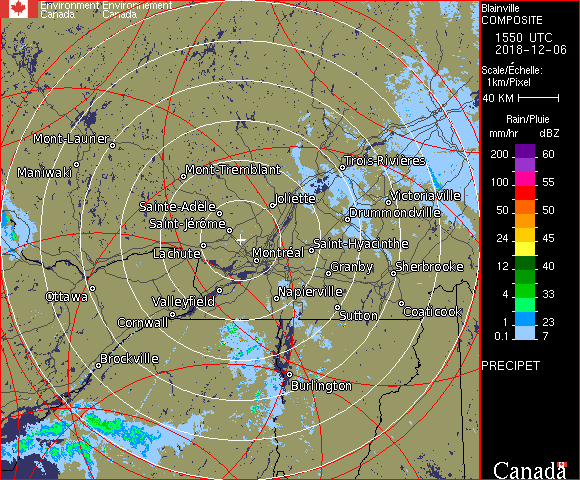 Environment Environnement
Canada Canada
Blainville
COMPOSITE
1550 UTC
2018-12-06
Scale/Échelle:
1km/Pixel
40 KM
Rain/Pluie
mm/hr dBZ
200 60
100 55
50 50
24 45
12 40
4 33
1 23
0.1 7
PRECIPET
Canada
Mont-Laurier
Maniwaki
Mont-Tremblant
Trois-Rivières
Joliette
Victoriaville
Sainte-Adèle
Drummondville
Saint-Jérôme
Lachute
Montréal
Saint-Hyacinthe
Granby
Sherbrooke
Ottawa
Valleyfield
Napierville
Cornwall
Sutton
Coaticook
Brockville
Burlington